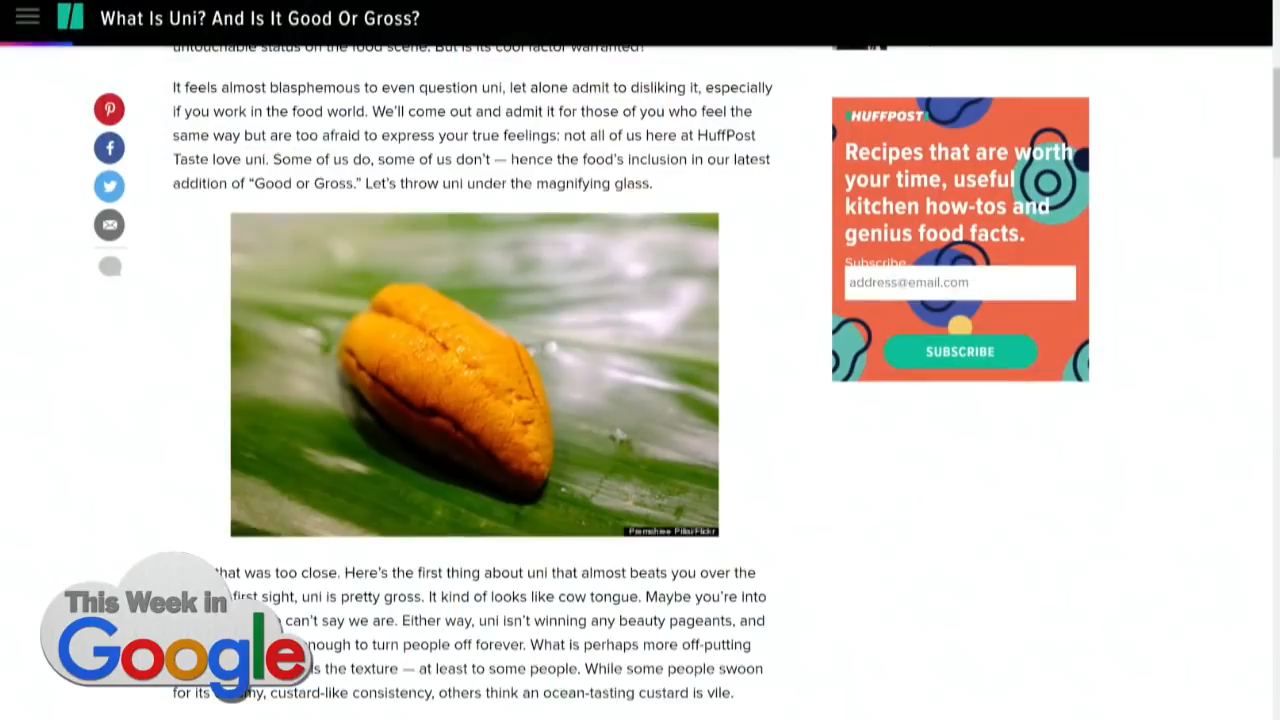 What Is Uni? And Is It Good Or Gross?
untouchable status on the food scene. But is its cool factor warranted?
It feels almost blasphemous to even question uni, let alone admit to disliking it, especially
if you work in the food world. We'll come out and admit it for those of you who feel the
same way but are too afraid to express your true feelings: not all of us here at HuffPost
Taste love uni. Some of us do, some of us don't — hence the food's inclusion in our latest
addition of “Good or Gross.” Let's throw uni under the magnifying glass.
HUFFPOST
Recipes that are worth
your time, useful
kitchen how-tos and
genius food facts.
Subscribe
address@email.com
SUBSCRIBE
that was too close. Here's the first thing about uni that almost beats you over the
first sight, uni is pretty gross. It kind of looks like cow tongue. Maybe you're into
can't say we are. Either way, uni isn't winning any beauty pageants, and
enough to turn people off forever. What is perhaps more off-putting
is the texture — at least to some people. While some people swoon
for its custard-like consistency, others think an ocean-tasting custard is vile.
This Week in
Google